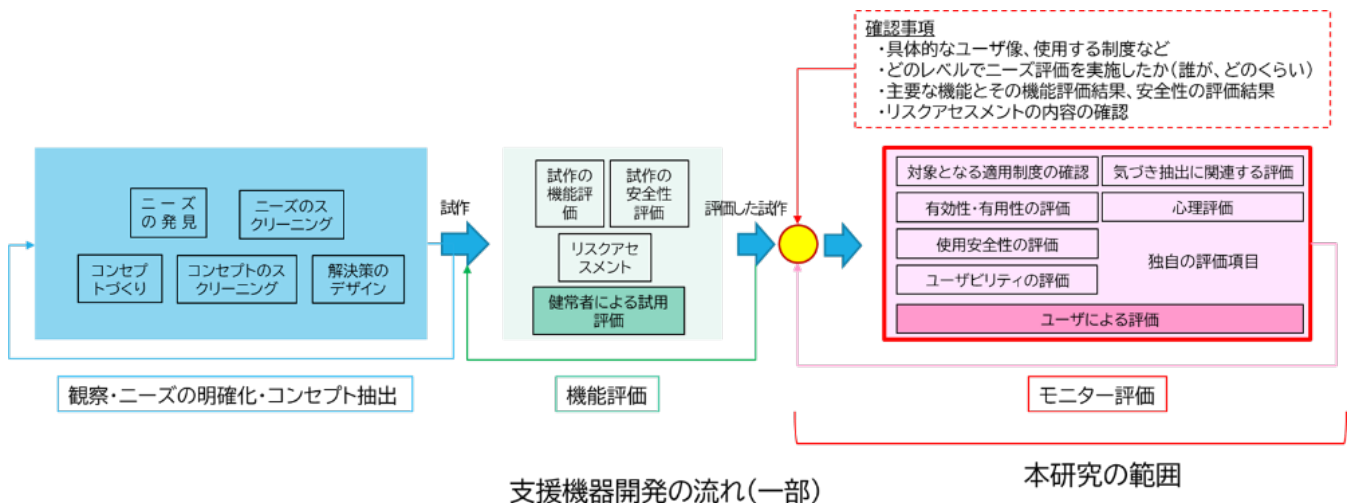 確認事項
・具体的なユーザ像、使用する制度など
・どのレベルでニーズ評価を実施したか(誰が、どのくらい)
・主要な機能とその機能評価結果、安全性の評価結果
・リスクアセスメントの内容の確認
ニーズ
の発見
ニーズのス
クリーニング
コンセプ
トづくり
コンセプトのス
クリーニング
解決策の
デザイン
試作
試作の
機能評
価
試作の
安全性
評価
リスクアセ
スメント
健常者による試用
評価
評価した試作
対象となる適用制度の確認
気づき抽出に関連する評価
有効性・有用性の評価
心理評価
使用安全性の評価
独自の評価項目
ユーザビリティの評価
ユーザによる評価
観察・ニーズの明確化・コンセプト抽出
機能評価
モニター評価
本研究の範囲
支援機器開発の流れ(一部)